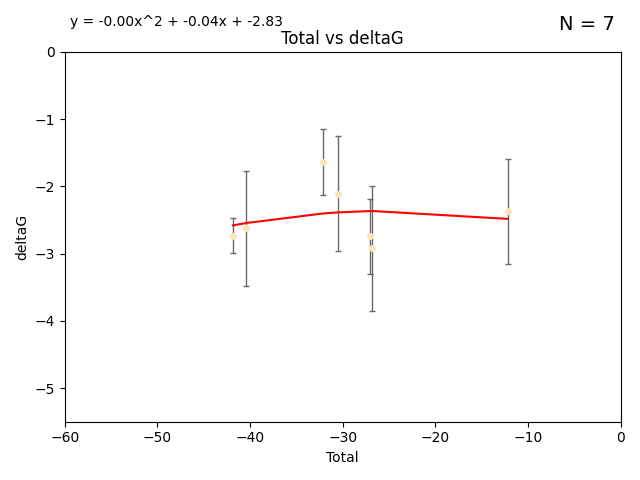 y = -0.00x^2 + -0.04x + -2.83
N = 7
Total vs deltaG
0
−1
−2
−3
−4
−5
deltaG
−60 −50 −40 −30 −20 −10 0
Total